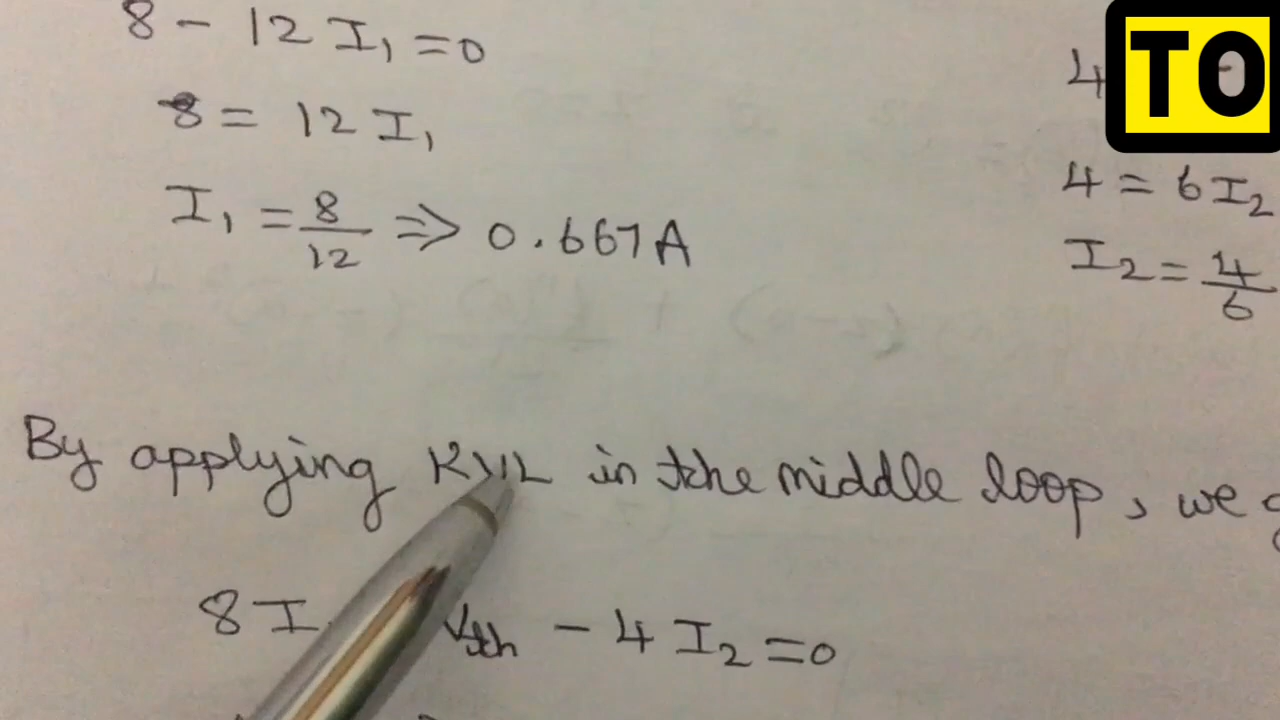 8 - 12 I₁ = 0
8 = 12 I₁
I₁ = 8/12 ⇒ 0.667A
4
TO
4 = 6 I₂
I₂ = 4/6
By applying KVL in the middle loop, we
8 I Vth - 4 I₂ = 0